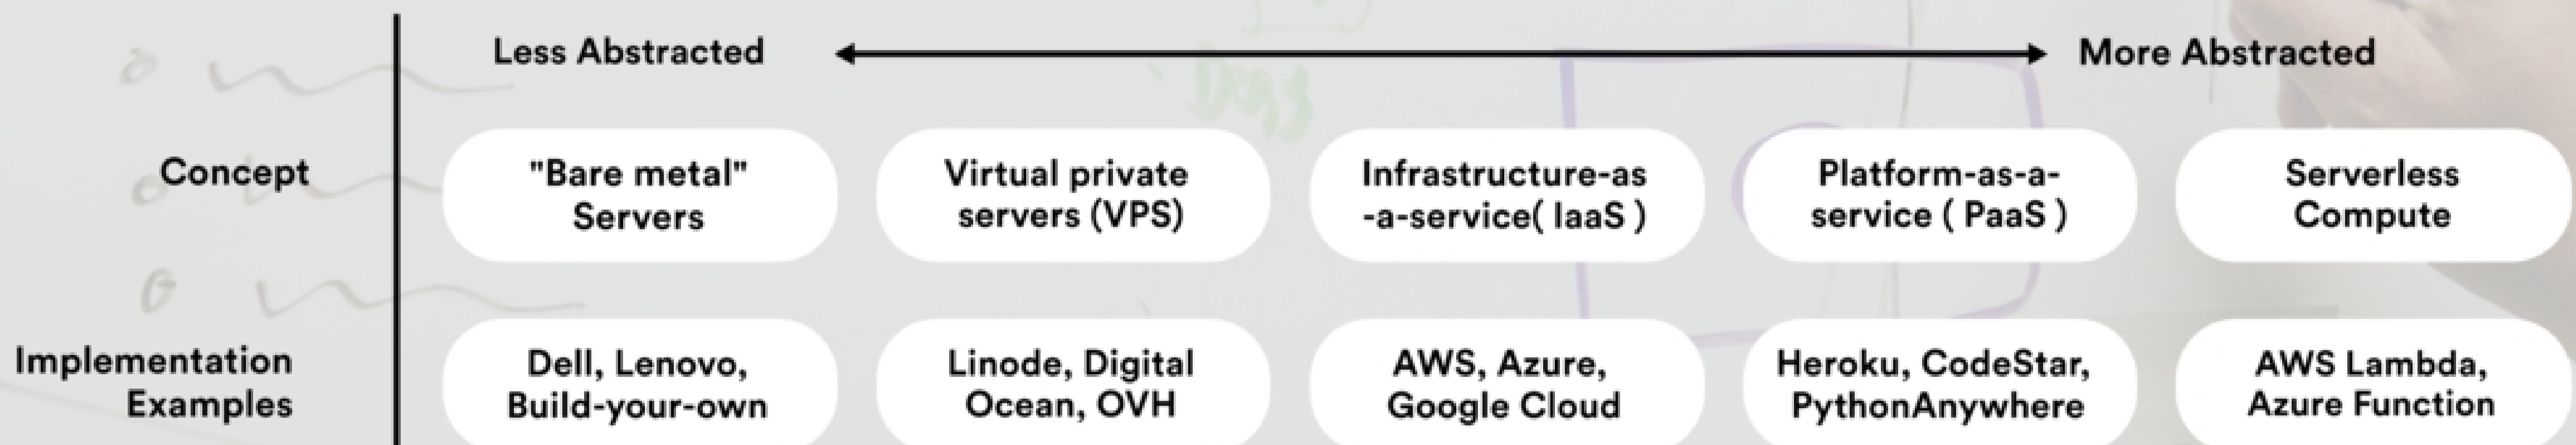 Less Abstracted
More Abstracted
Concept
"Bare metal"
Servers
Virtual private
servers (VPS)
Infrastructure-as
-a-service( IaaS )
Platform-as-a-
service ( PaaS )
Serverless
Compute
Implementation
Examples
Dell, Lenovo,
Build-your-own
Linode, Digital
Ocean, OVH
AWS, Azure,
Google Cloud
Heroku, CodeStar,
PythonAnywhere
AWS Lambda,
Azure Function